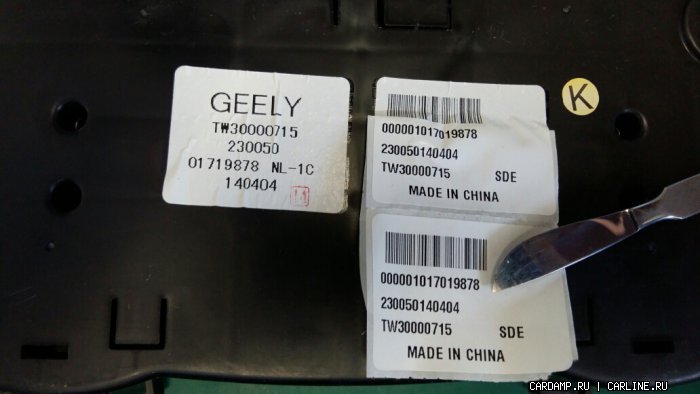 GEELY
TW30000715
230050
01719878 NL-1C
140404
000001017019878
230050140404
TW30000715 SDE
MADE IN CHINA
000001017019878
230050140404
TW30000715 SDE
MADE IN CHINA
K
CARDAMP.RU | CARLINE.RU